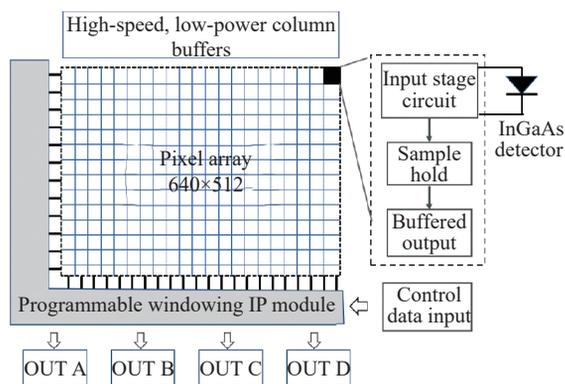 High-speed, low-power column
buffers
Input stage
circuit
InGaAs
detector
Pixel array
640×512
Sample
hold
Buffered
output
Programmable windowing IP module
Control
data input
OUT A
OUT B
OUT C
OUT D